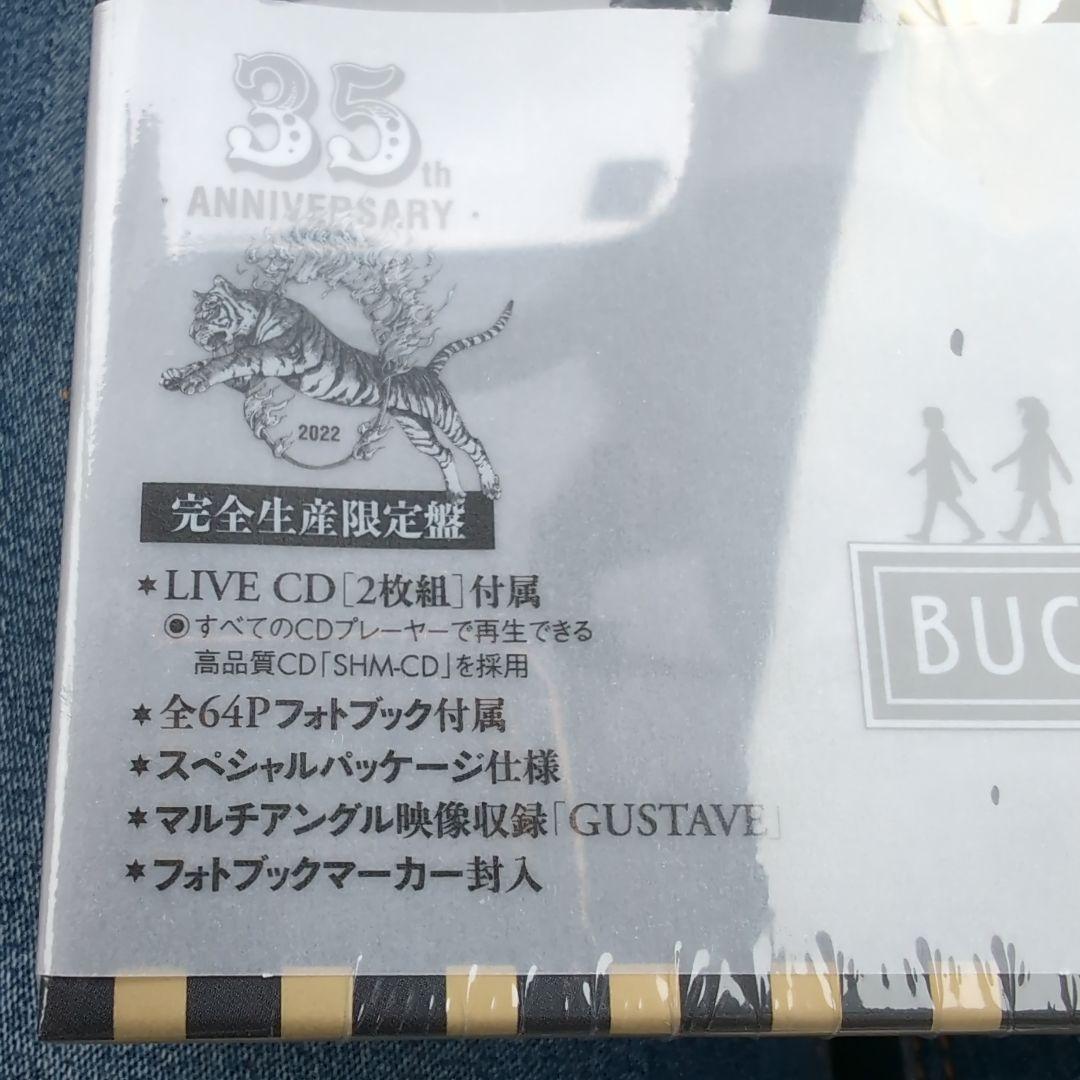 35th
ANNIVERSARY
2022
完全生産限定盤
✶LIVE CD[2枚組]付属
◉すべてのCDプレーヤーで再生できる
高品質CD「SHM-CD」を採用
✶全64Pフォトブック付属
✶スペシャルパッケージ仕様
✶マルチアングル映像収録「GUSTAVE」
✶フォトブックマーカー封入
BUC